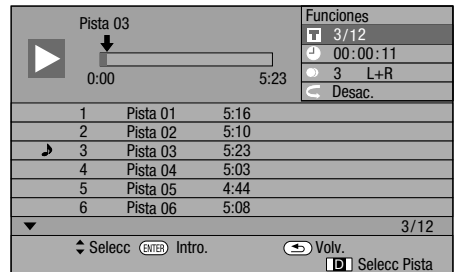 Pista 03
0:00 5:23
Funciones
T 3/12
00:00:11
3 L+R
Desac.
1 Pista 01 5:16
2 Pista 02 5:10
3 Pista 03 5:23
4 Pista 04 5:03
5 Pista 05 4:44
6 Pista 06 5:08
3/12
Selecc ENTER Intro. Volv.
D Selecc Pista